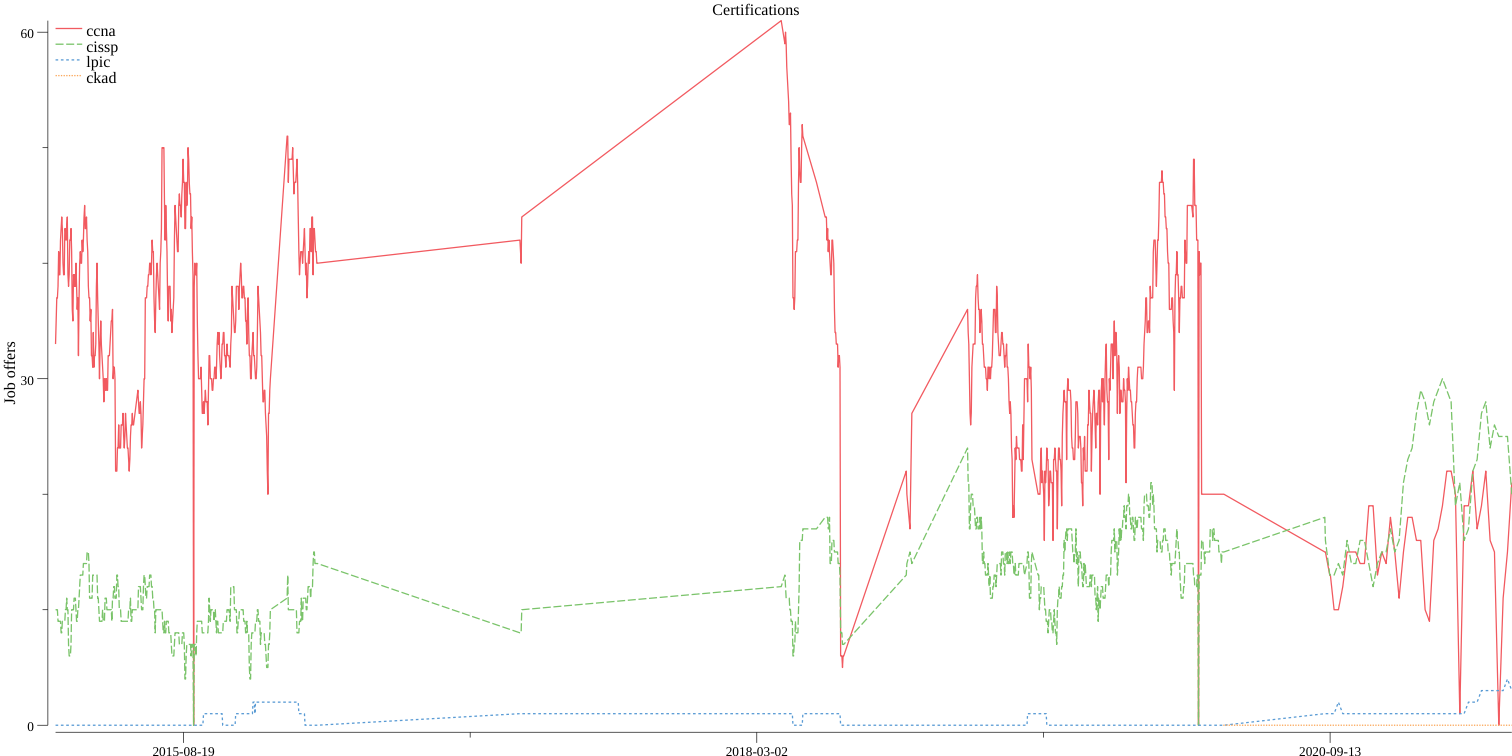 Certifications
60
ccna
cissp
lpic
ckad
Job offers
30
0
2015-08-19
2018-03-02
2020-09-13